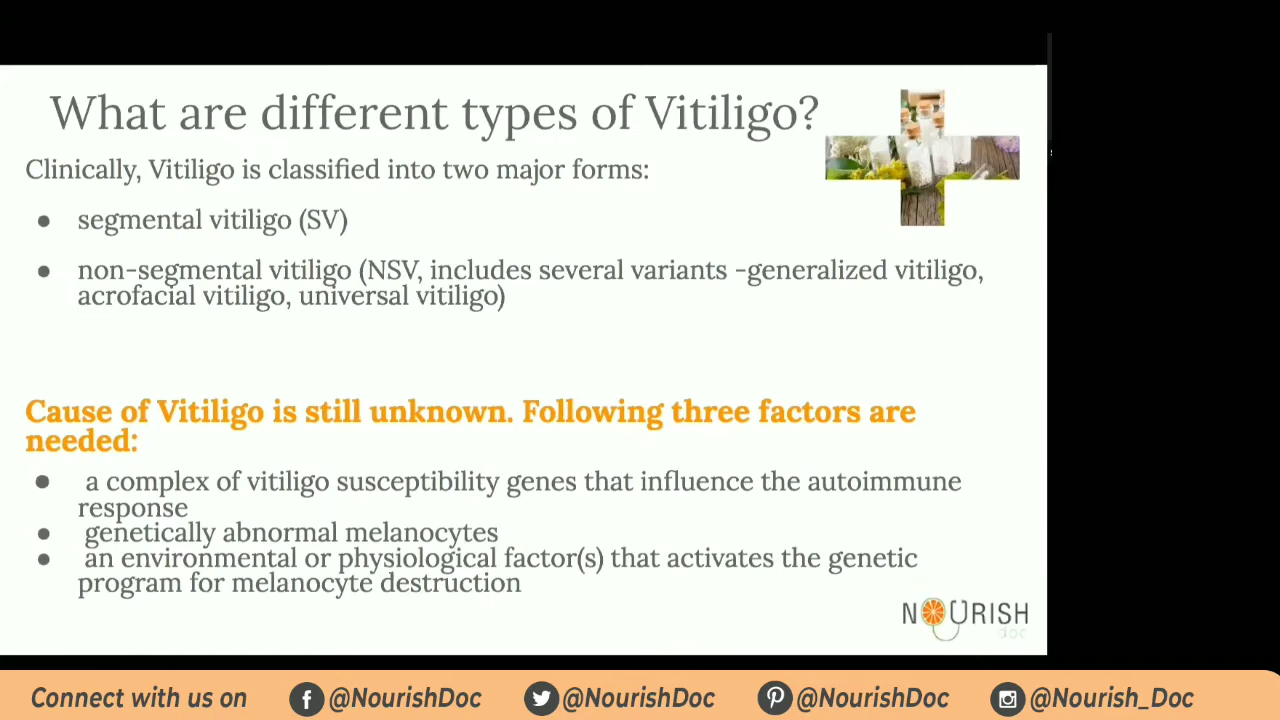 What are different types of Vitiligo?
Clinically, Vitiligo is classified into two major forms:
● segmental vitiligo (SV)
● non-segmental vitiligo (NSV, includes several variants -generalized vitiligo,
acrofacial vitiligo, universal vitiligo)
Cause of Vitiligo is still unknown. Following three factors are
needed:
● a complex of vitiligo susceptibility genes that influence the autoimmune
response
● genetically abnormal melanocytes
● an environmental or physiological factor(s) that activates the genetic
program for melanocyte destruction
NOURISH
doc
Connect with us on @NourishDoc @NourishDoc @NourishDoc @Nourish_Doc